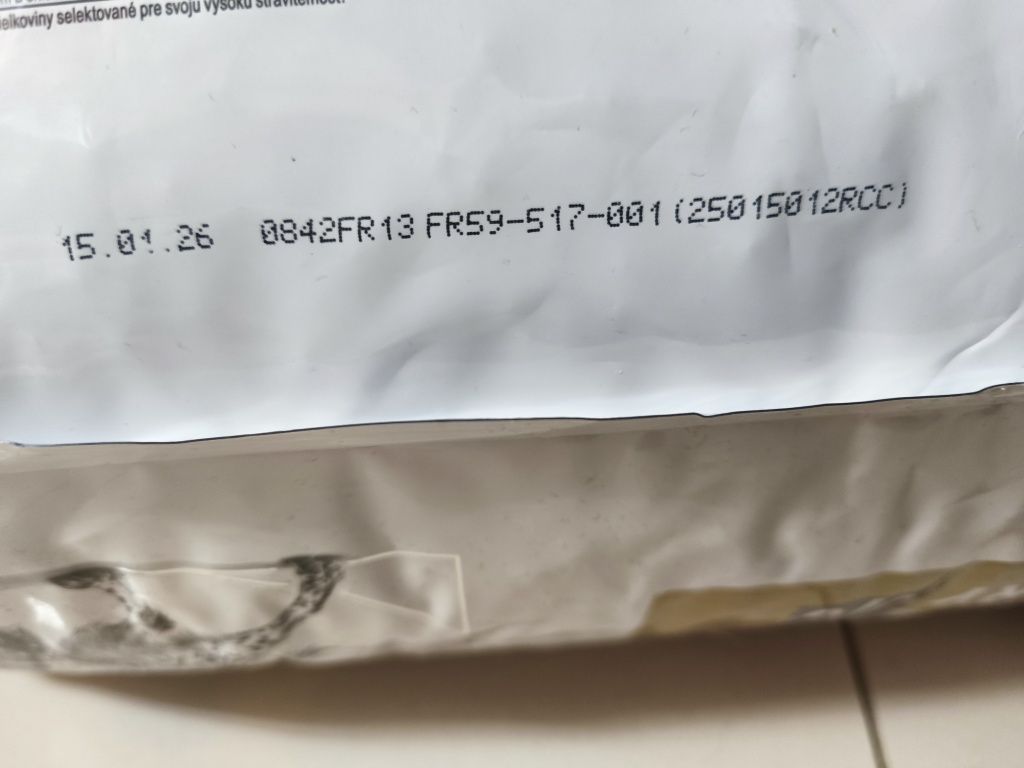 selektované pre svoju vysokú stráviteľnosť.
15.01.26 0842FR13 FR59-517-001 (25015012RCC)